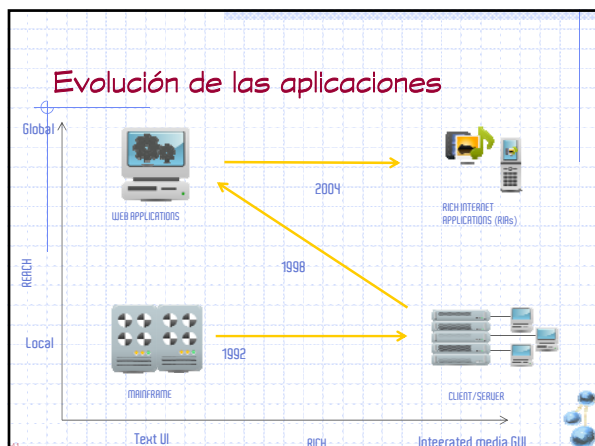 Evolución de las aplicaciones
Global
2004
WEB APPLICATIONS
RICH INTERNET
APPLICATIONS (RIAs)
REACH
1998
Local
1992
MAINFRAME
CLIENT/SERVER
Text UI
RICH
Integrated media GUI